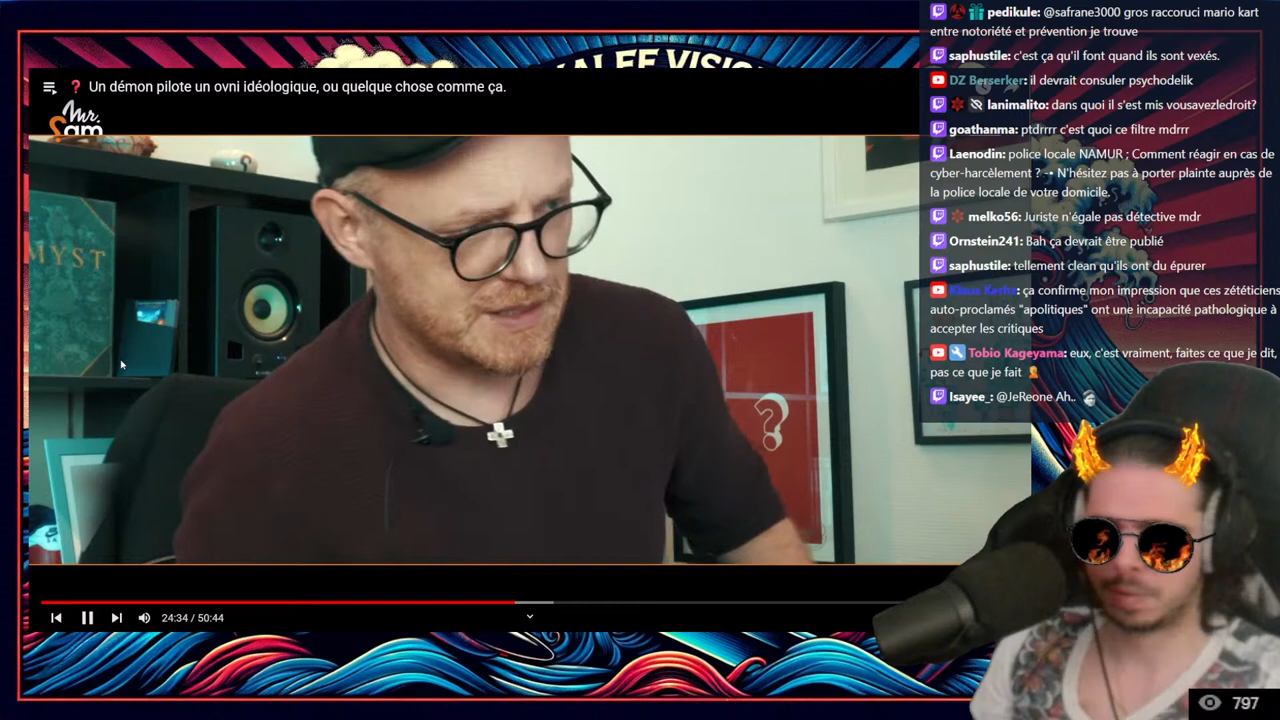 KALEE VISION
❓ Un démon pilote un ovni idéologique, ou quelque chose comme ça.
Mr.
Sam
MYST
?
24:34 / 50:44
pedikule: @safrane3000 gros raccoruci mario kart
entre notoriété et prévention je trouve
saphustile: c'est ça qu'il font quand ils sont vexés.
DZ Berserker: il devrait consuler psychodelik
lanimalito: dans quoi il s'est mis vousavezledroit?
goathanma: ptdrrrr c'est quoi ce filtre mdrrr
Laenodin: police locale NAMUR ; Comment réagir en cas de
cyber-harcèlement ? -• N'hésitez pas à porter plainte auprès de
la police locale de votre domicile.
melko56: Juriste n'égale pas détective mdr
Ornstein241: Bah ça devrait être publié
saphustile: tellement clean qu'ils ont du épurer
: ça confirme mon impression que ces zététiciens
auto-proclamés "apolitiques" ont une incapacité pathologique à
accepter les critiques
Tobio Kageyama: eux, c'est vraiment, faites ce que je dit,
pas ce que je fait
Isayee_: @JeReone Ah..
797